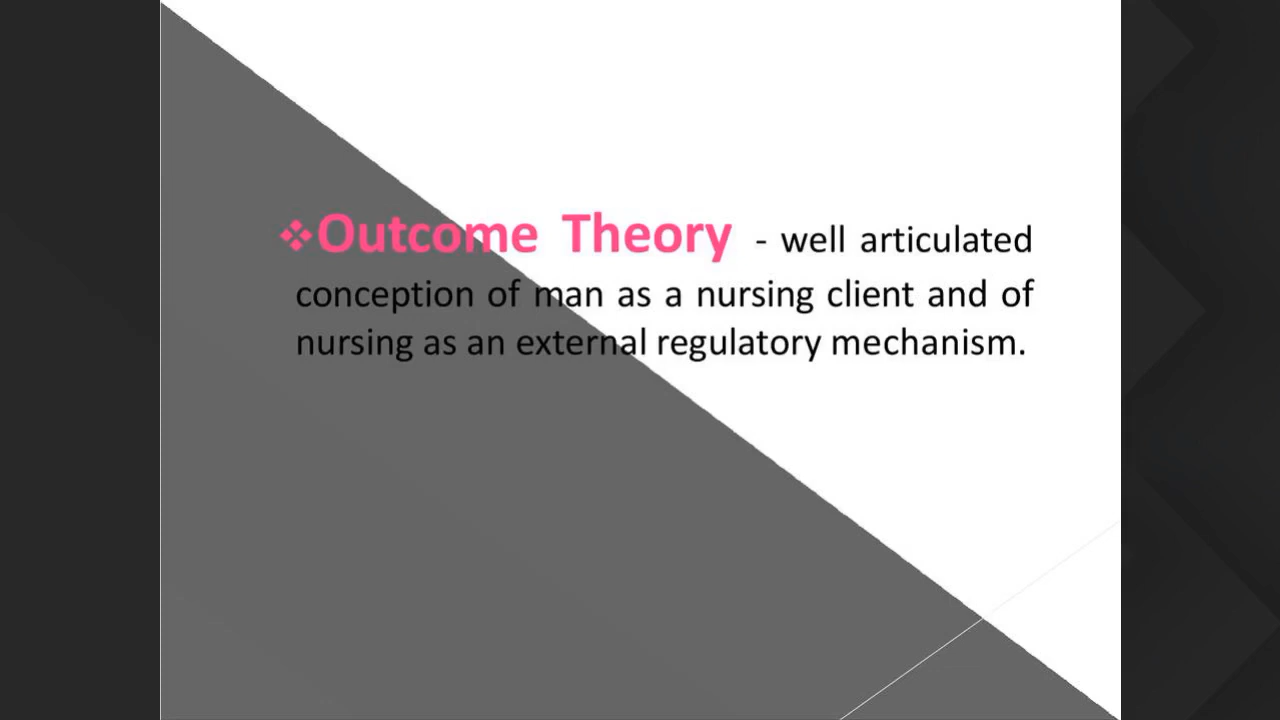 ❖Outcome Theory - well articulated
conception of man as a nursing client and of
nursing as an external regulatory mechanism.